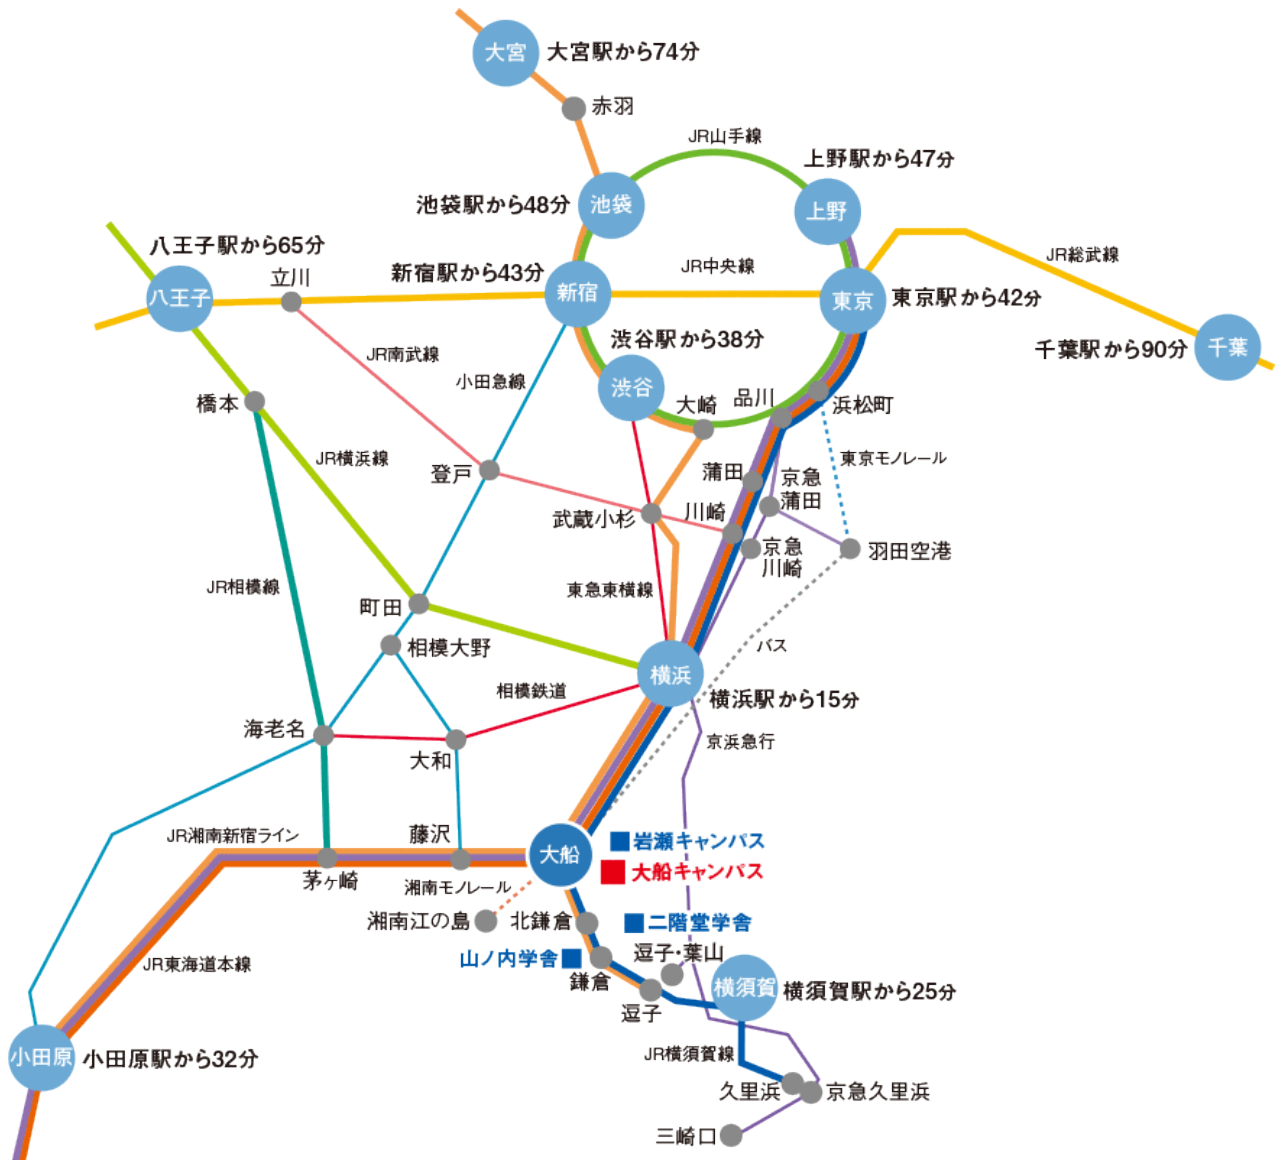 大宮
大宮駅から74分
赤羽
JR山手線
上野駅から47分
池袋駅から48分
池袋
上野
八王子駅から65分
立川
新宿駅から43分
JR中央線
JR総武線
八王子
新宿
東京
東京駅から42分
JR南武線
渋谷駅から38分
千葉駅から90分
千葉
小田急線
渋谷
橋本
大崎
品川
浜松町
JR横浜線
登戸
蒲田
京急
蒲田
東京モノレール
武蔵小杉
川崎
京急
川崎
羽田空港
JR相模線
東急東横線
町田
相模大野
バス
横浜
相模鉄道
横浜駅から15分
海老名
大和
京浜急行
JR湘南新宿ライン
藤沢
大船
岩瀬キャンパス
大船キャンパス
茅ヶ崎
湘南モノレール
湘南江の島
北鎌倉
二階堂学舎
山ノ内学舎
逗子・葉山
JR東海道本線
鎌倉
横須賀
横須賀駅から25分
逗子
小田原
小田原駅から32分
JR横須賀線
久里浜
京急久里浜
三崎口